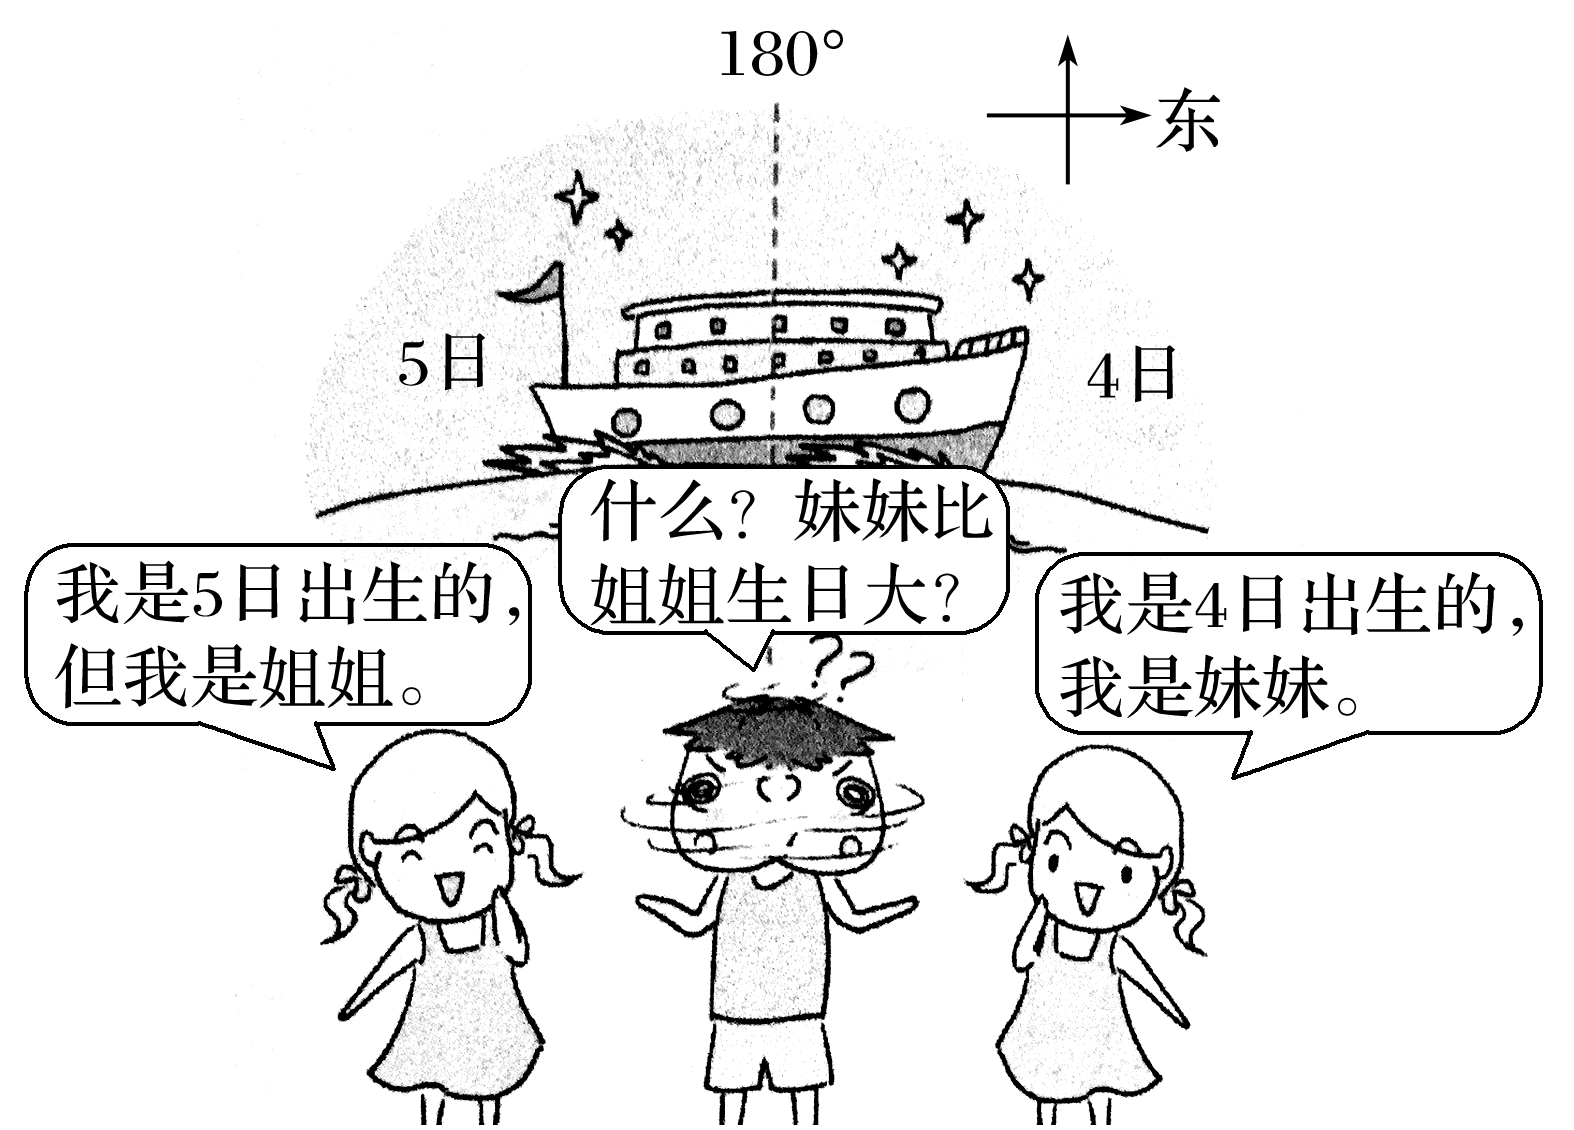 180°
东
5日
4日
什么？妹妹比
姐姐生日大？
我是5日出生的，
但我是姐姐。
我是4日出生的，
我是妹妹。
??